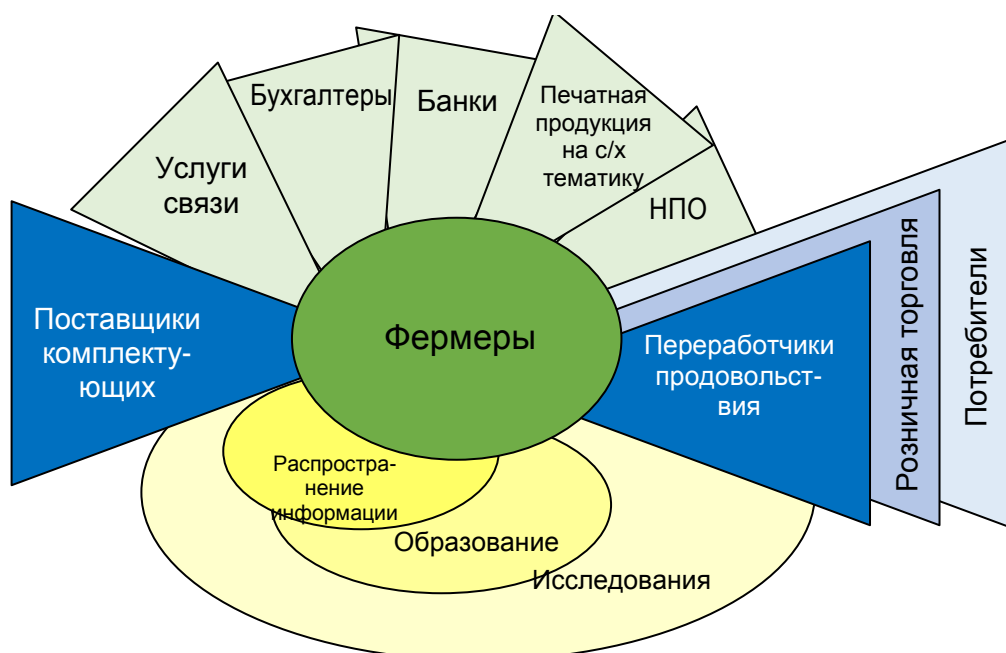 Бухгалтеры
Банки
Печатная
продукция
на с/х
тематику
Услуги
связи
НПО
Поставщики
комплекту-
ющих
Фермеры
Переработчики
продовольст-
вия
Розничная торговля
Потребители
Распростра-
нение
информации
Образование
Исследования